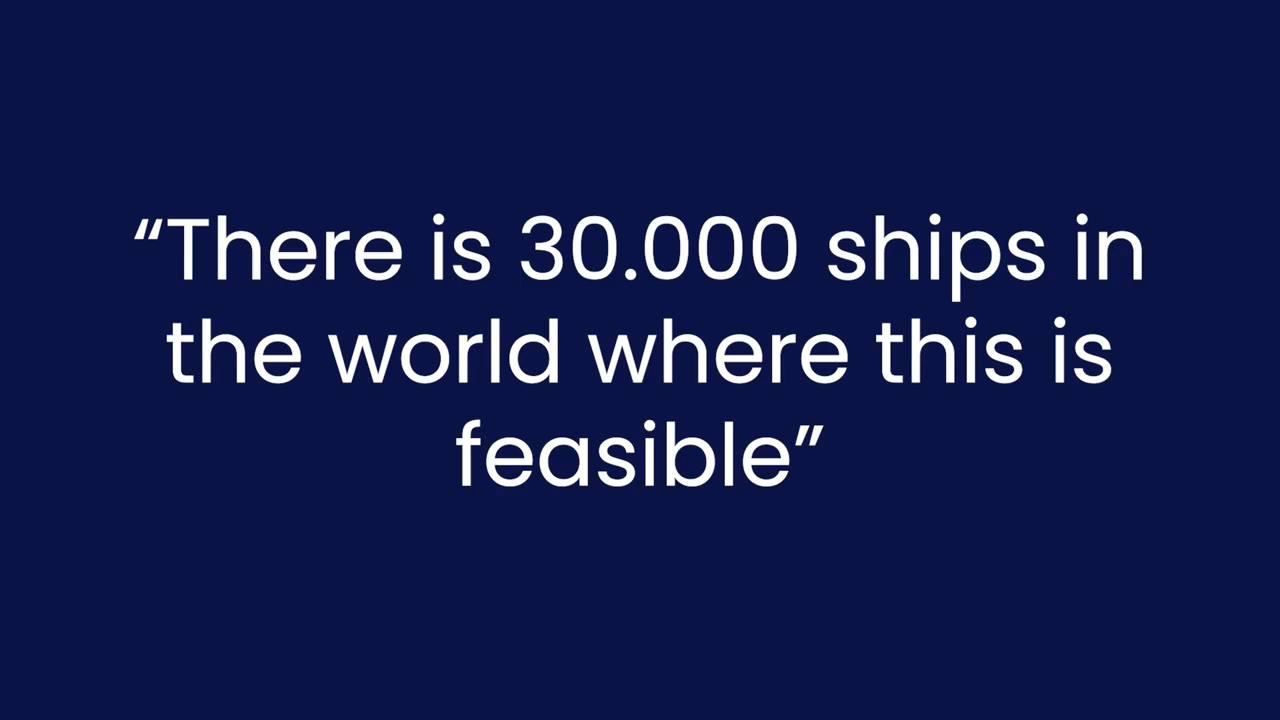 “There is 30.000 ships in
the world where this is
feasible”